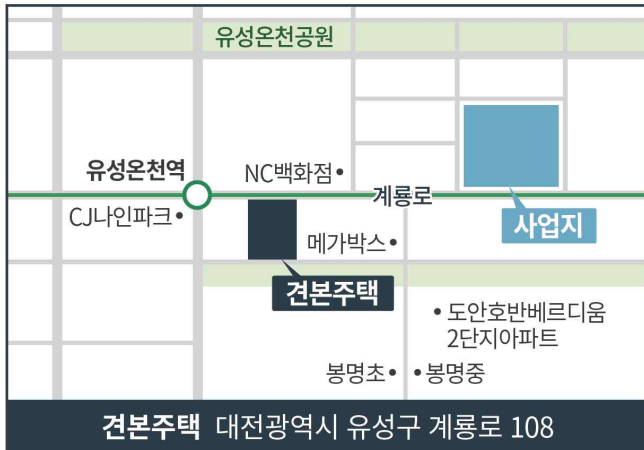 유성온천공원
유성온천역
NC백화점
계룡로
CJ나인파크
메가박스
사업지
견본주택
도안호반베르디움
2단지아파트
봉명초
봉명중
견본주택 대전광역시 유성구 계룡로 108